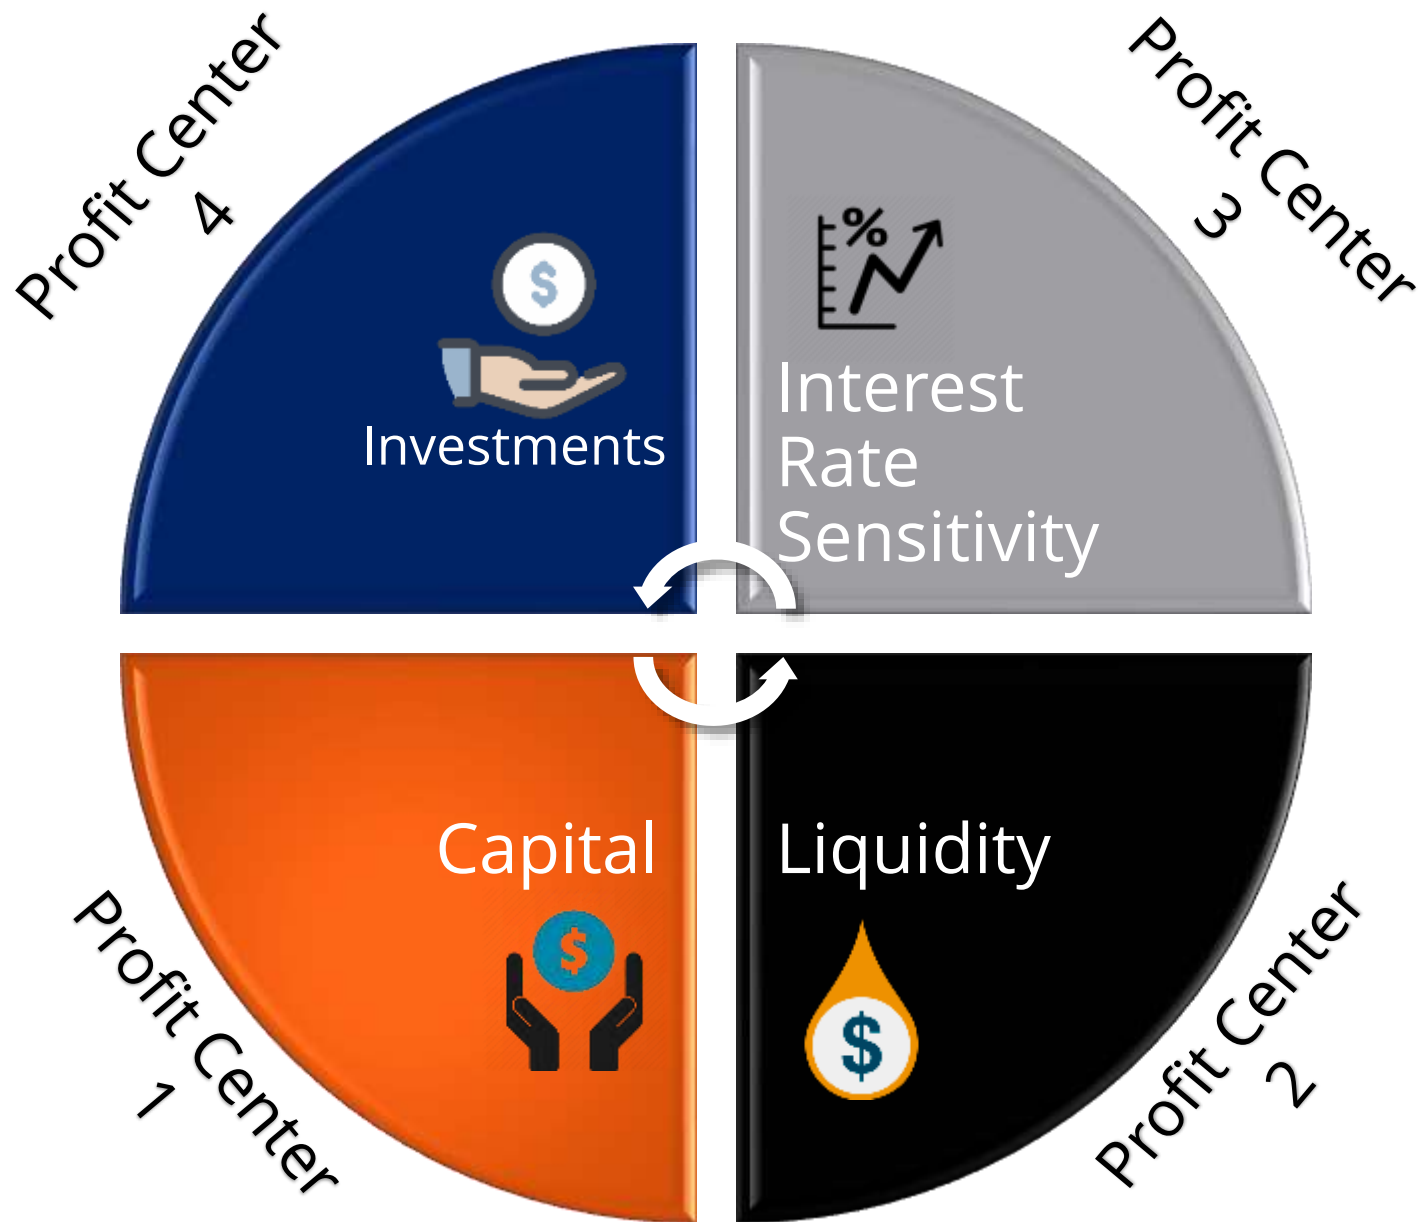 Profit Center
4
Profit Center
3
$
Investments
%
Interest
Rate
Sensitivity
Capital
$
Profit Center
1
Liquidity
$
Profit Center
2